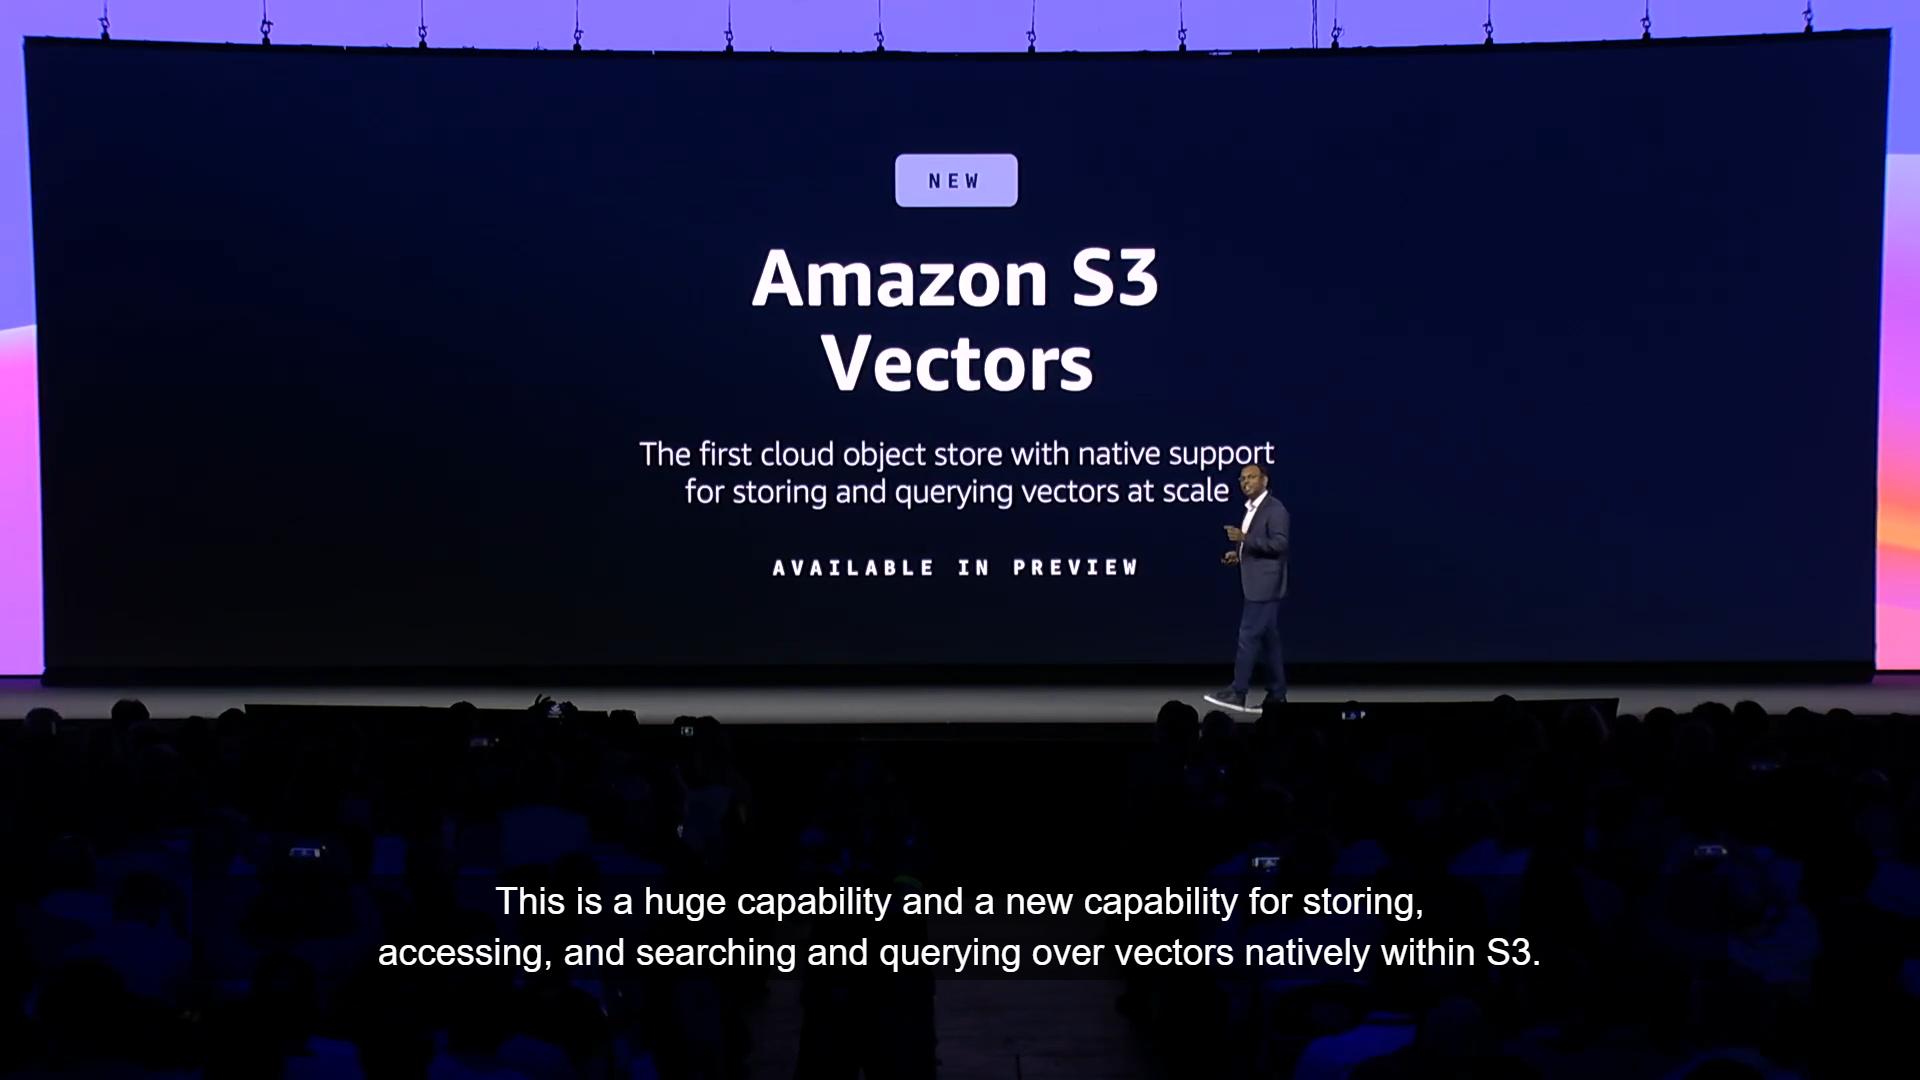 NEW
Amazon S3
Vectors
The first cloud object store with native support
for storing and querying vectors at scale
AVAILABLE IN PREVIEW
This is a huge capability and a new capability for storing,
accessing, and searching and querying over vectors natively within S3.